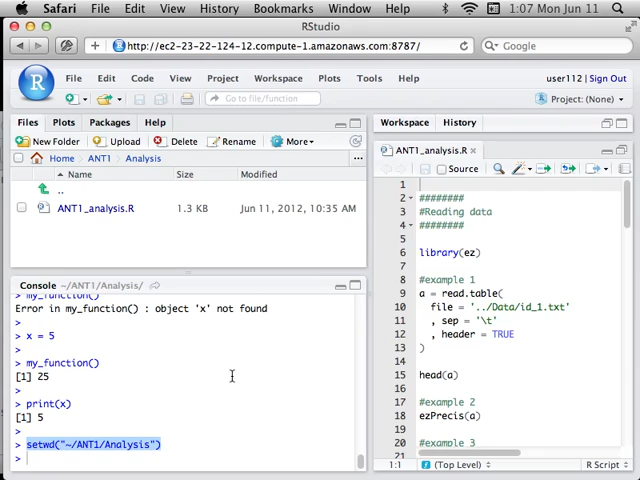 Safari File Edit View History Bookmarks Window Help 1:07 Mon Jun 11
RStudio
http://ec2-23-22-124-12.compute-1.amazonaws.com:8787/
Google
R
File Edit Code View Project Workspace Plots Tools Help
user112 | Sign Out
Go to file/function
Project: (None)
Files Plots Packages Help
New Folder Upload Delete Rename More
Home ANT1 Analysis
Name Size Modified
..
ANT1_analysis.R 1.3 KB Jun 11, 2012, 10:35 AM
Console ~/ANT1/Analysis/
my_function()
Error in my_function() : object 'x' not found
>
> x = 5
>
> my_function()
[1] 25
>
> print(x)
[1] 5
>
> setwd("~/ANT1/Analysis")
>
Workspace History
ANT1_analysis.R
Source
1
2 ########
3 #Reading data
4 ########
5
6 library(ez)
7
8 #example 1
9 a = read.table(
10 file = '../Data/id_1.txt'
11 , sep = '\t'
12 , header = TRUE
13 )
14
15 head(a)
16
17 #example 2
18 ezPrecis(a)
19
20 #example 3
1:1 (Top Level) R Script